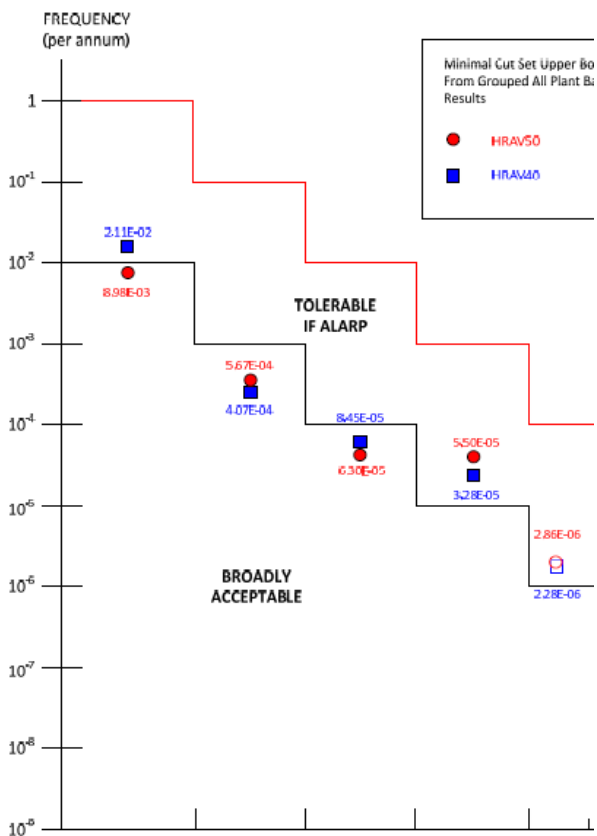 FREQUENCY
(per annum)
Minimal Cut Set Upper Bo
From Grouped All Plant Ba
Results
HRAV50
HRAV40
1
10⁻¹
10⁻²
10⁻³
10⁻⁴
10⁻⁵
10⁻⁶
10⁻⁷
10⁻⁸
10⁻⁹
2.11E-02
8.98E-03
TOLERABLE
IF ALARP
5.67E-04
4.07E-04
8.45E-05
6.30E-05
5.50E-05
3.28E-05
2.86E-06
2.28E-06
BROADLY
ACCEPTABLE